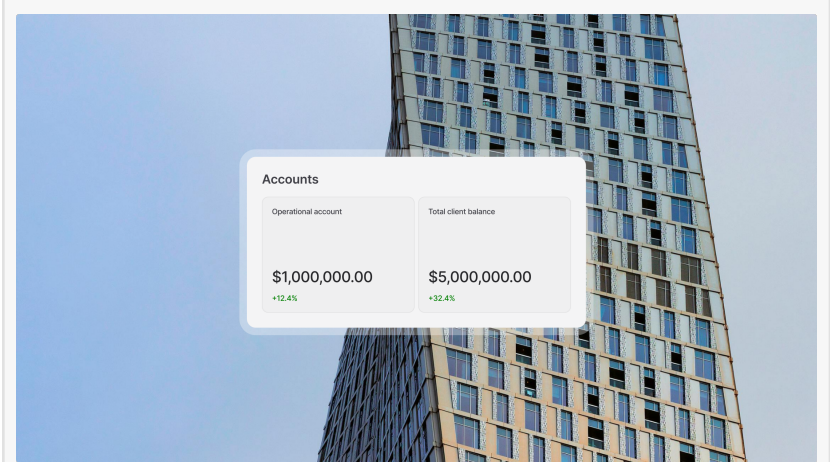 Accounts
Operational account
Total client balance
$1,000,000.00
$5,000,000.00
+12.4%
+32.4%